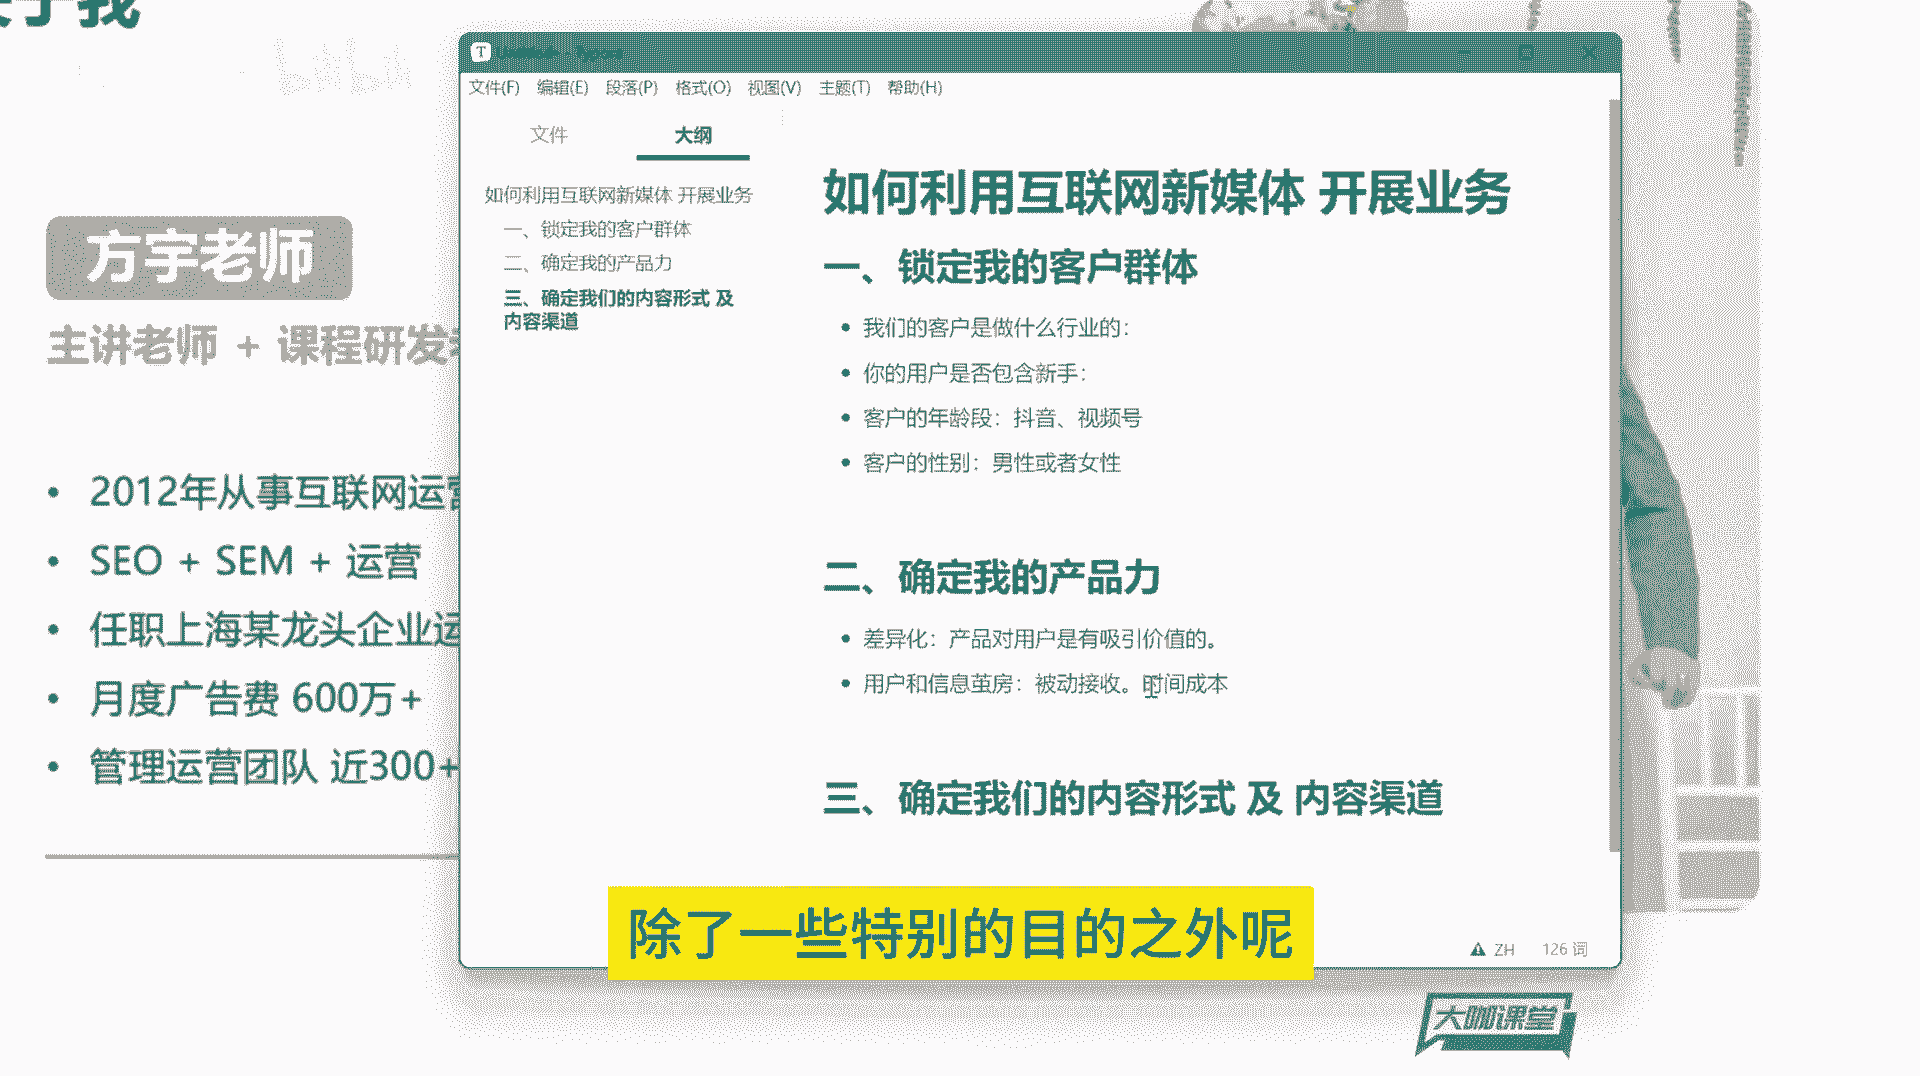 于我
bilibili
方宇老师
主讲老师 + 课程研发
2012年从事互联网运营
SEO + SEM + 运营
任职上海某龙头企业运
月度广告费 600万+
管理运营团队 近300+
文件(F) 编辑(E) 段落(P) 格式(O) 视图(V) 主题(T) 帮助(H)
文件 大纲
如何利用互联网新媒体 开展业务
一、锁定我的客户群体
二、确定我的产品力
三、确定我们的内容形式 及
内容渠道
如何利用互联网新媒体 开展业务
一、锁定我的客户群体
我们的客户是做什么行业的：
你的用户是否包含新手：
客户的年龄段：抖音、视频号
客户的性别：男性或者女性
二、确定我的产品力
差异化：产品对用户是有吸引价值的。
用户和信息茧房：被动接收。时间成本
三、确定我们的内容形式 及 内容渠道
除了一些特别的目的之外呢
ZH 126 词
大咖课堂